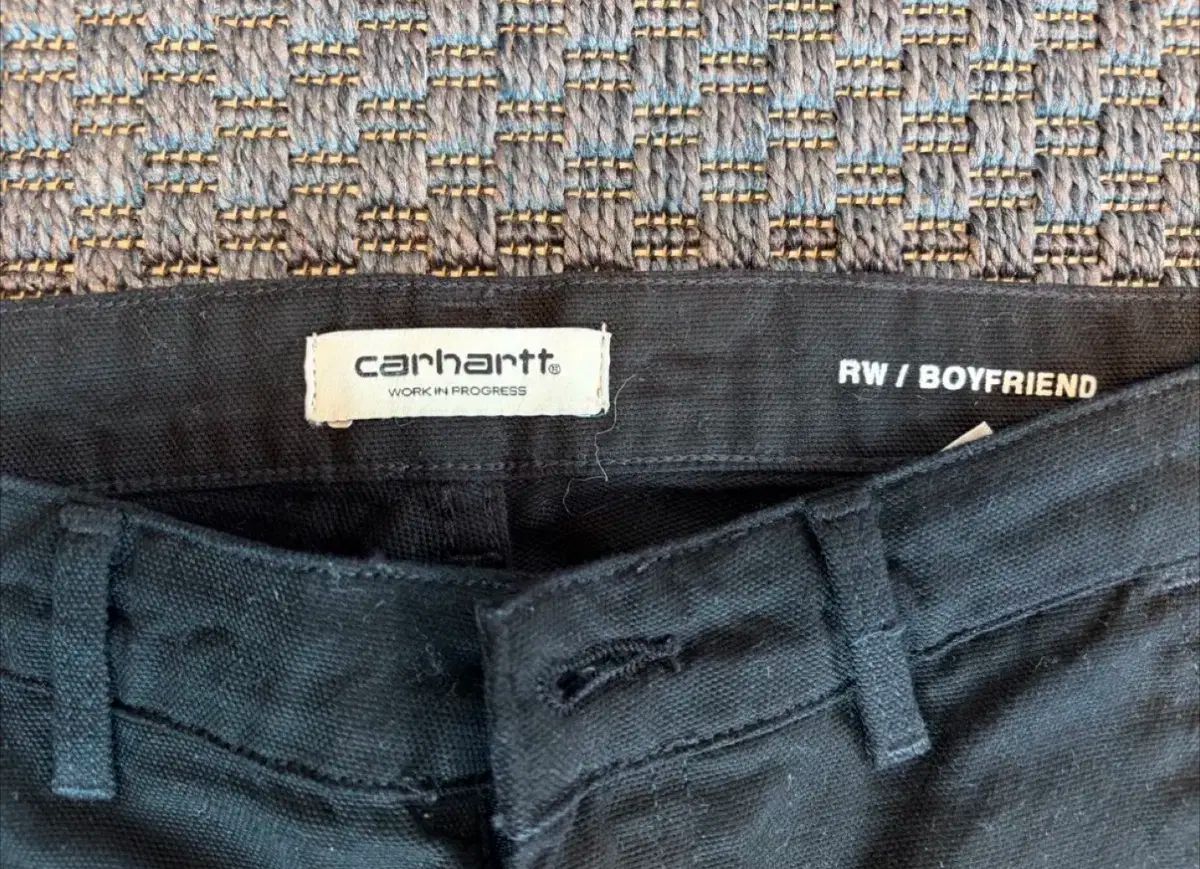 carhartt®
WORK IN PROGRESS
RW / BOYFRIEND